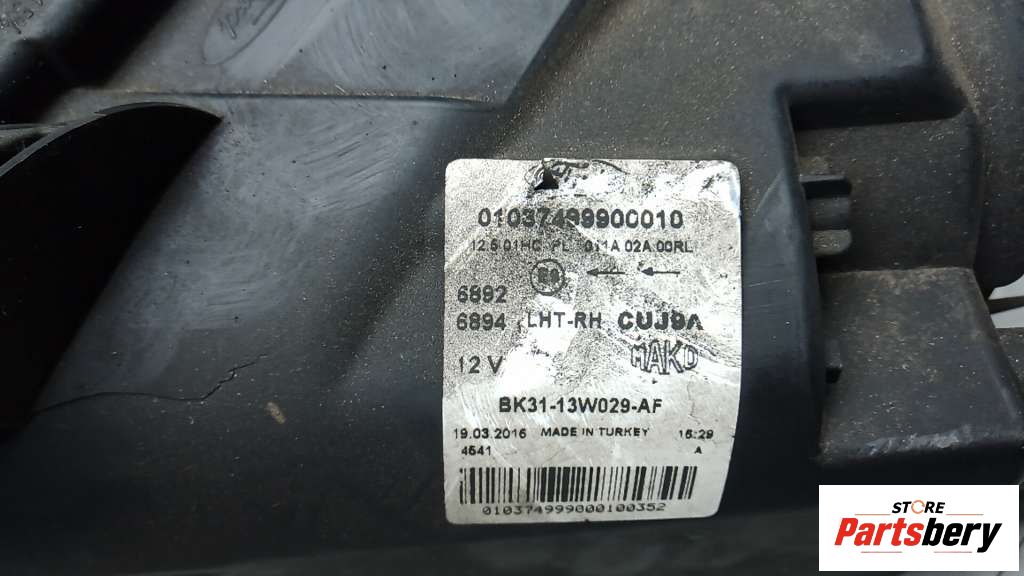 Ford
01037499900010
12.5 01HC PL 011A 02A.00RL
6892
6894 LHT-RH CUJ9A
12 V MAKO
BK31-13W029-AF
19.03.2016 MADE IN TURKEY 15:29
4541 A
010374999000100352
STORE
Partsbery